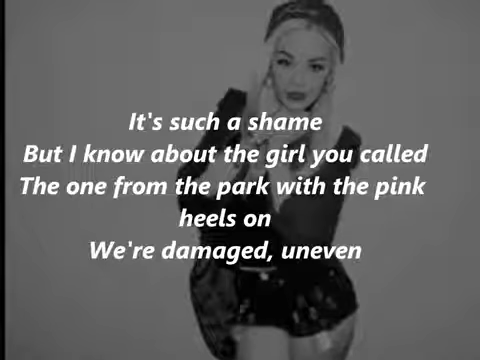 It's such a shame
But I know about the girl you called
The one from the park with the pink
heels on
We're damaged, uneven